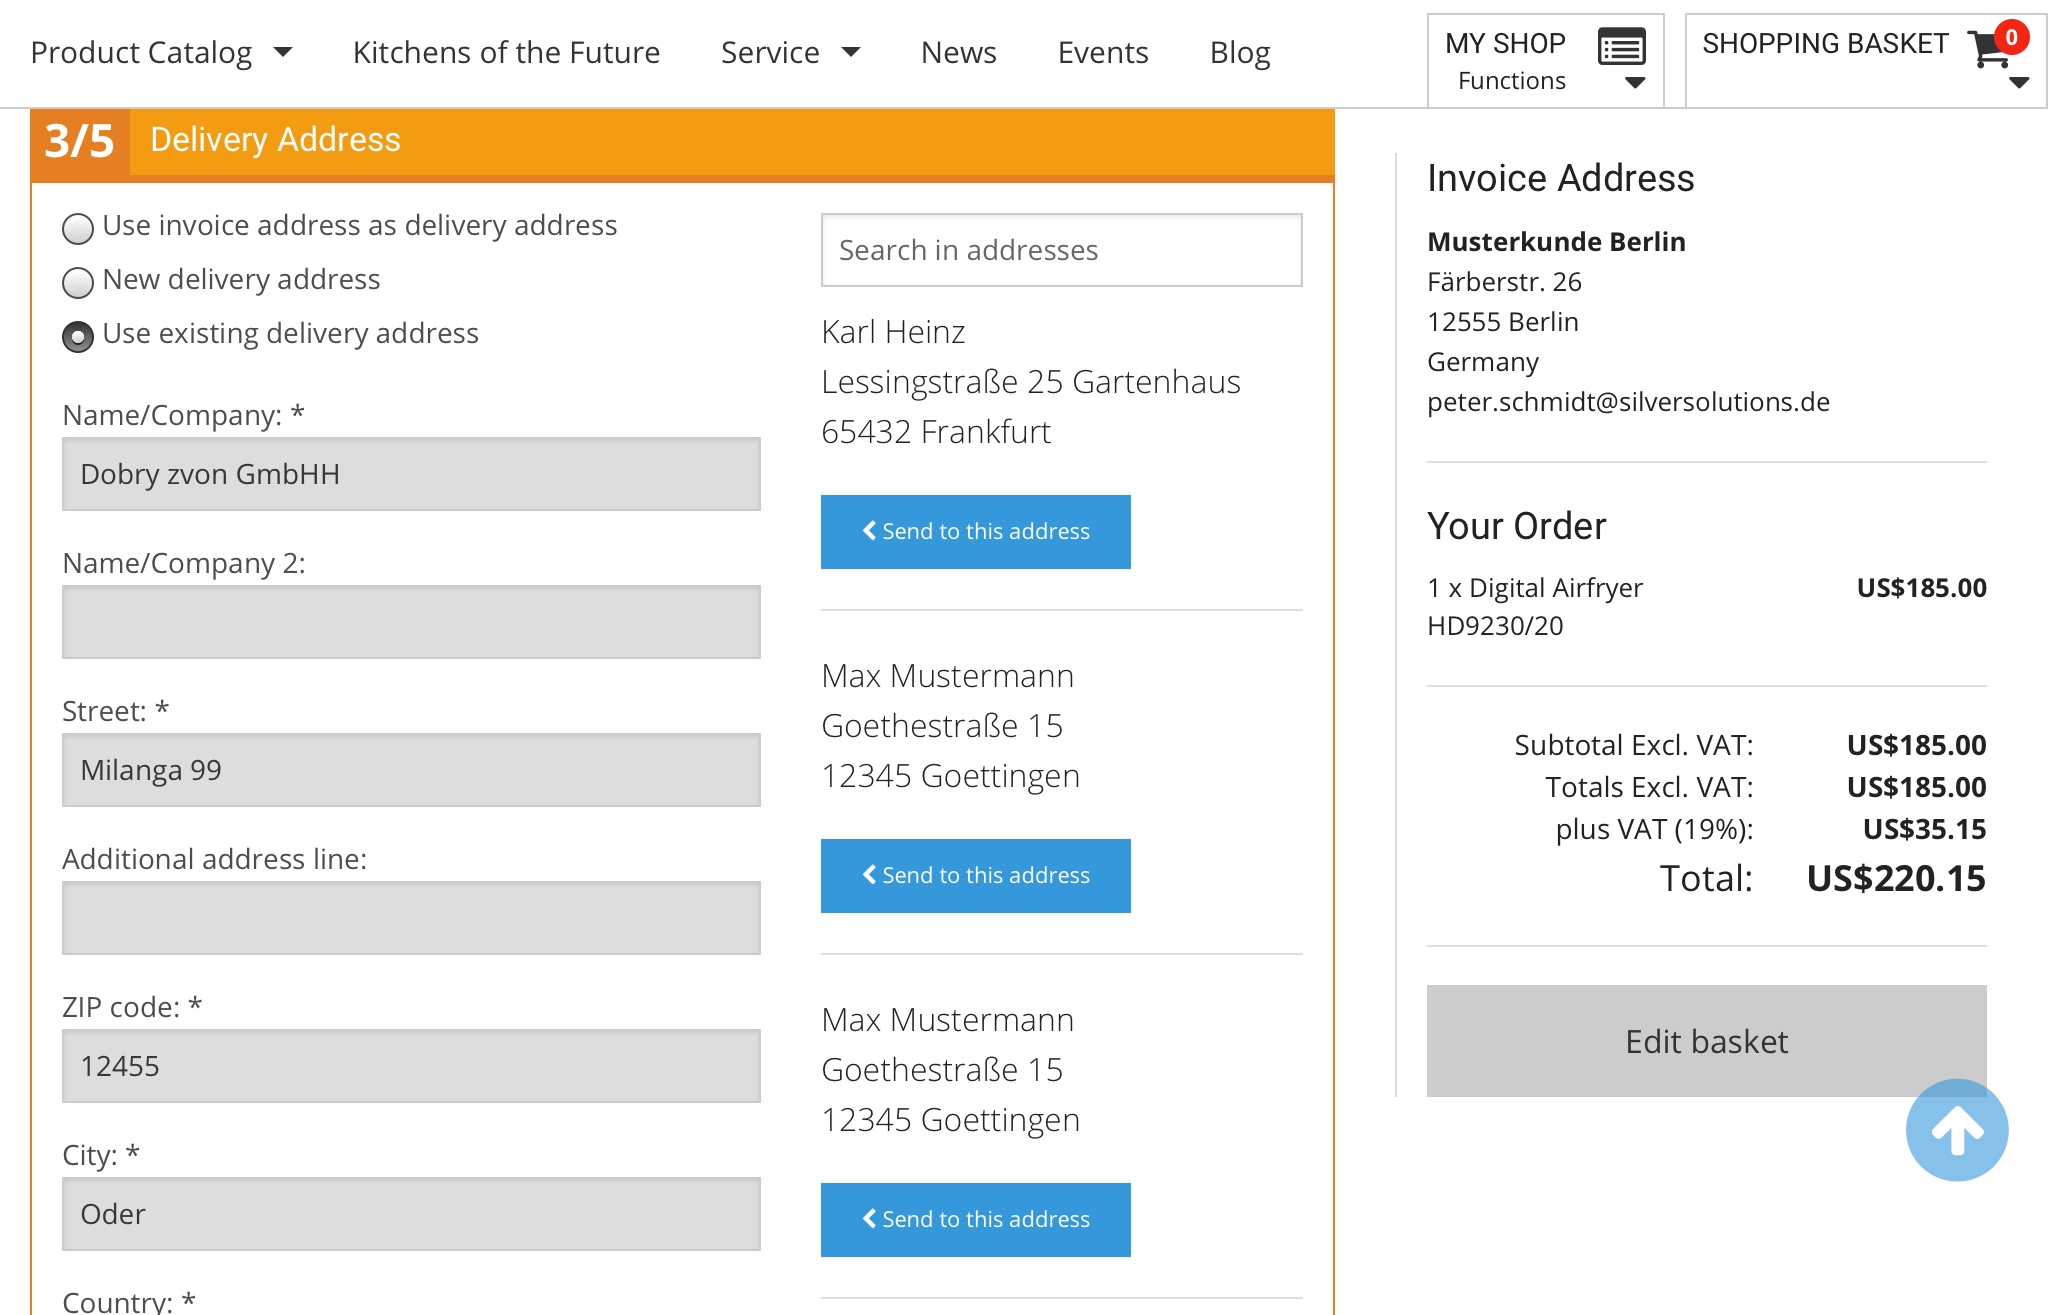 Product Catalog
Kitchens of the Future
Service
News
Events
Blog
MY SHOP
Functions
SHOPPING BASKET
0
3/5
Delivery Address
Use invoice address as delivery address
New delivery address
Use existing delivery address
Name/Company: *
Dobry zvon GmbHH
Name/Company 2:
Street: *
Milanga 99
Additional address line:
ZIP code: *
12455
City: *
Oder
Country: *
Search in addresses
Karl Heinz
Lessingstraße 25 Gartenhaus
65432 Frankfurt
Send to this address
Max Mustermann
Goethestraße 15
12345 Goettingen
Send to this address
Max Mustermann
Goethestraße 15
12345 Goettingen
Send to this address
Invoice Address
Musterkunde Berlin
Färberstr. 26
12555 Berlin
Germany
peter.schmidt@silversolutions.de
Your Order
1 x Digital Airfryer US$185.00
HD9230/20
Subtotal Excl. VAT: US$185.00
Totals Excl. VAT: US$185.00
plus VAT (19%): US$35.15
Total: US$220.15
Edit basket